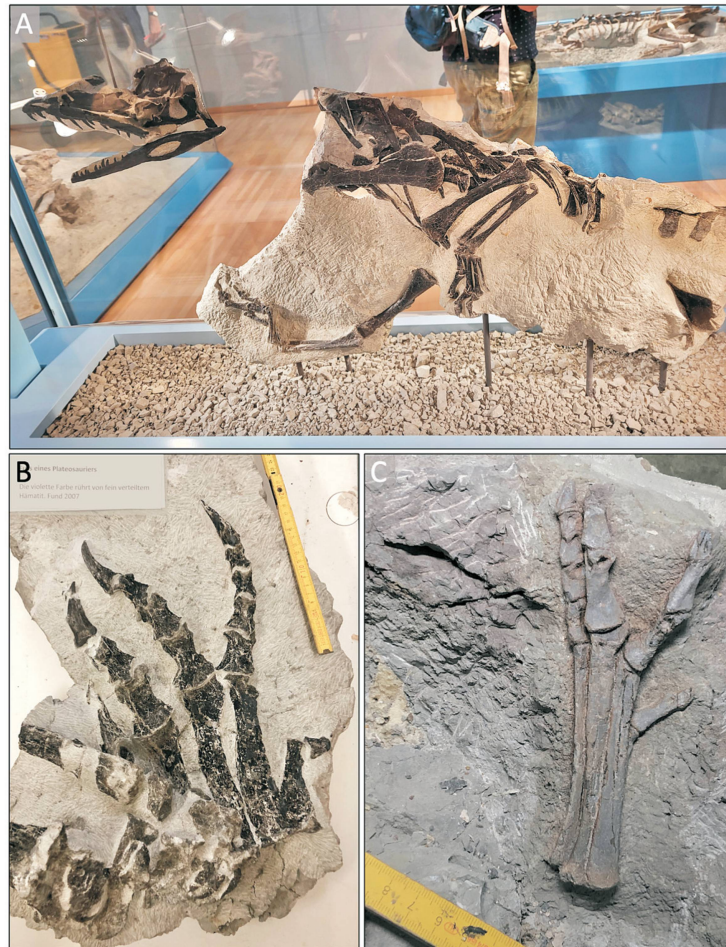 A
B
eines Plateosauriers
Die violette Farbe rührt von fein verteiltem
Hämatit. Fund 2007
C